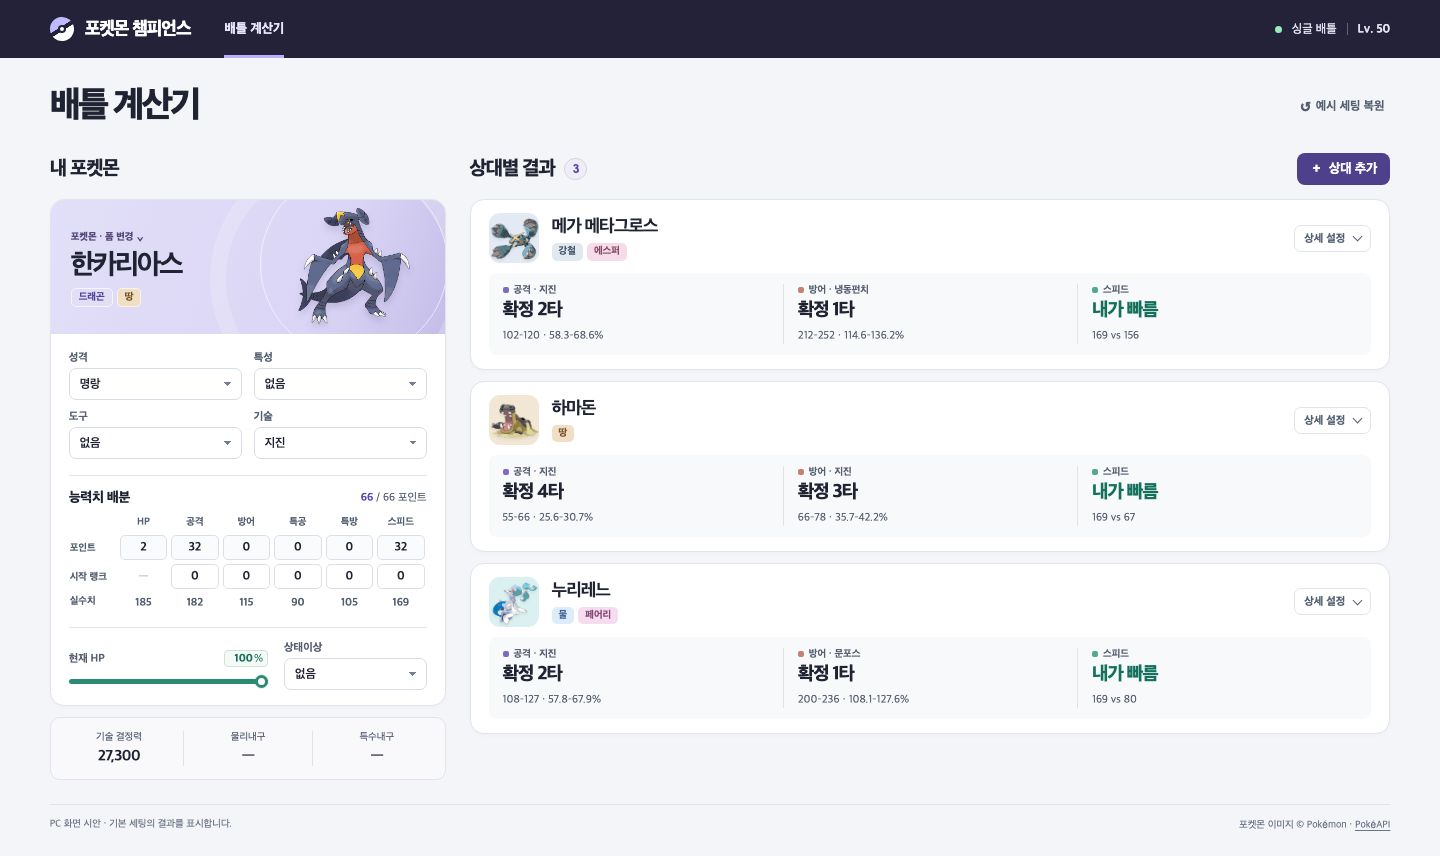 포켓몬 챔피언스
배틀 계산기
싱글 배틀
Lv. 50
배틀 계산기
↺ 예시 세팅 복원
내 포켓몬
포켓몬 · 폼 변경
한카리아스
드래곤 땅
성격 특성
명랑 없음
도구 기술
없음 지진
능력치 배분 66 / 66 포인트
HP 공격 방어 특공 특방 스피드
포인트 2 32 0 0 0 32
시작 랭크 — 0 0 0 0 0
실수치 185 182 115 90 105 169
현재 HP 100%
상태이상
없음
기술 결정력 물리내구 특수내구
27,300 — —
상대별 결과 3
+ 상대 추가
메가 메타그로스
강철 에스퍼
상세 설정
공격 · 지진
확정 2타
102-120 · 58.3-68.6%
방어 · 냉동펀치
확정 1타
212-252 · 114.6-136.2%
스피드
내가 빠름
169 vs 156
하마돈
땅
상세 설정
공격 · 지진
확정 4타
55-66 · 25.6-30.7%
방어 · 지진
확정 3타
66-78 · 35.7-42.2%
스피드
내가 빠름
169 vs 67
누리레느
물 페어리
상세 설정
공격 · 지진
확정 2타
108-127 · 57.8-67.9%
방어 · 문포스
확정 1타
200-236 · 108.1-127.6%
스피드
내가 빠름
169 vs 80
PC 화면 시안 · 기본 세팅의 결과를 표시합니다.
포켓몬 이미지 © Pokémon · PokéAPI